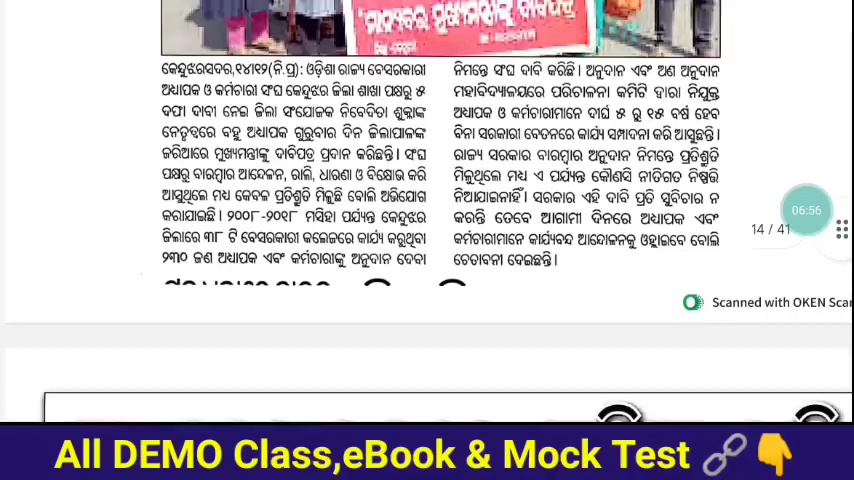 ମାନ୍ୟବର ମୁଖ୍ୟମନ୍ତ୍ରୀଙ୍କୁ ଦାବିପତ୍ର
କେନ୍ଦୁଝରସଦର,୧୪।୧୨(ନି.ପ୍ର): ଓଡ଼ିଶା ରାଜ୍ୟ ବେସରକାରୀ
ଅଧ୍ୟାପକ ଓ କର୍ମଚାରୀ ସଂଘ କେନ୍ଦୁଝର ଜିଲା ଶାଖା ପକ୍ଷରୁ ୫
ଦଫା ଦାବୀ ନେଇ ଜିଲା ସଂଯୋଜକ ନିବେଦିତା ଶୁକ୍ଲାଙ୍କ
ନେତୃତ୍ୱରେ ବହୁ ଅଧ୍ୟାପକ ଗୁରୁବାର ଦିନ ଜିଲାପାଳଙ୍କ
ଜରିଆରେ ମୁଖ୍ୟମନ୍ତ୍ରୀଙ୍କୁ ଦାବିପତ୍ର ପ୍ରଦାନ କରିଛନ୍ତି । ସଂଘ
ପକ୍ଷରୁ ବାରମ୍ବାର ଆନ୍ଦେଳନ, ରାଲି, ଧାରଣା ଓ ବିକ୍ଷୋଭ କରି
ଆସୁଥିଲେ ମଧ୍ୟ କେବଳ ପ୍ରତିଶ୍ରୁତି ମିଳୁଛି ବୋଲି ଅଭିଯୋଗ
କରାଯାଇଛି । ୨୦୦୮-୨୦୧୮ ମସିହା ପର୍ଯ୍ୟନ୍ତ କେନ୍ଦୁଝର
ଜିଲାରେ ୩୮ ଟି ବେସରକାରୀ କଲେଜରେ କାର୍ଯ୍ୟ କରୁଥିବା
୨୩୦ ଜଣ ଅଧ୍ୟାପକ ଏବଂ କର୍ମଚାରୀଙ୍କୁ ଅନୁଦାନ ଦେବା
ନିମନ୍ତେ ସଂଘ ଦାବି କରିଛି । ଅନୁଦାନ ଏବଂ ଅଣ ଅନୁଦାନ
ମହାବିଦ୍ୟାଳୟରେ ପରିଚାଳନା କମିଟି ଦ୍ୱାରା ନିଯୁକ୍ତ
ଅଧ୍ୟାପକ ଓ କର୍ମଚାରୀମାନେ ଦୀର୍ଘ ୫ ରୁ ୧୫ ବର୍ଷ ହେବ
ବିନା ସରକାରୀ ବେତନରେ କାର୍ଯ୍ୟ ସମ୍ପାଦନା କରି ଆସୁଛନ୍ତି ।
ରାଜ୍ୟ ସରକାର ବାରମ୍ବାର ଅନୁଦାନ ନିମନ୍ତେ ପ୍ରତିଶ୍ରୁତି
ମିଳୁଥିଲେ ମଧ୍ୟ ଏ ପର୍ଯ୍ୟନ୍ତ କୌଣସି ନୀତିଗତ ନିଷ୍ପତ୍ତି
ନିଆଯାଇନାହିଁ । ସରକାର ଏହି ଦାବି ପ୍ରତି ସୁବିଚାର ନ
କରନ୍ତି ତେବେ ଆଗାମୀ ଦିନରେ ଅଧ୍ୟାପକ ଏବଂ
କର୍ମଚାରୀମାନେ କାର୍ଯ୍ୟବନ୍ଦ ଆନ୍ଦୋଳନକୁ ଓହ୍ଲାଇବେ ବୋଲି
ଚେତାବନୀ ଦେଇଛନ୍ତି ।
06:56
14 / 41
Scanned with OKEN Scan
All DEMO Class,eBook & Mock Test